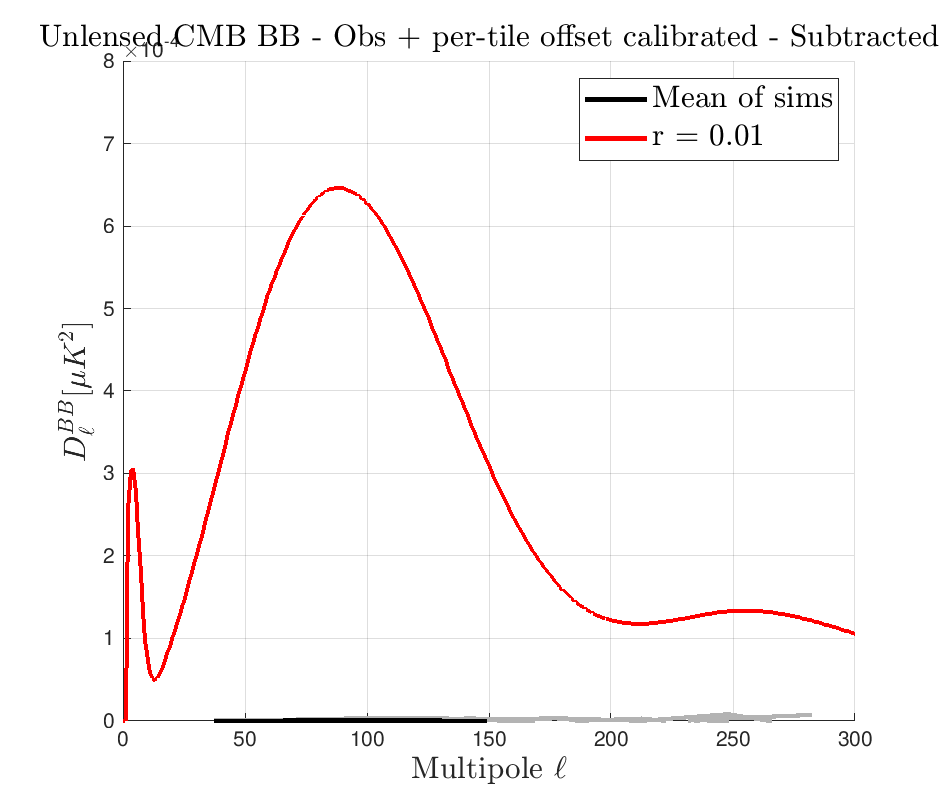 Unlensed CMB BB - Obs + per-tile offset calibrated - Subtracted
×10-4
8
7
6
5
4
3
2
1
0
0 50 100 150 200 250 300
D_ℓ^{BB}[μK^2]
Multipole ℓ
Mean of sims
r = 0.01